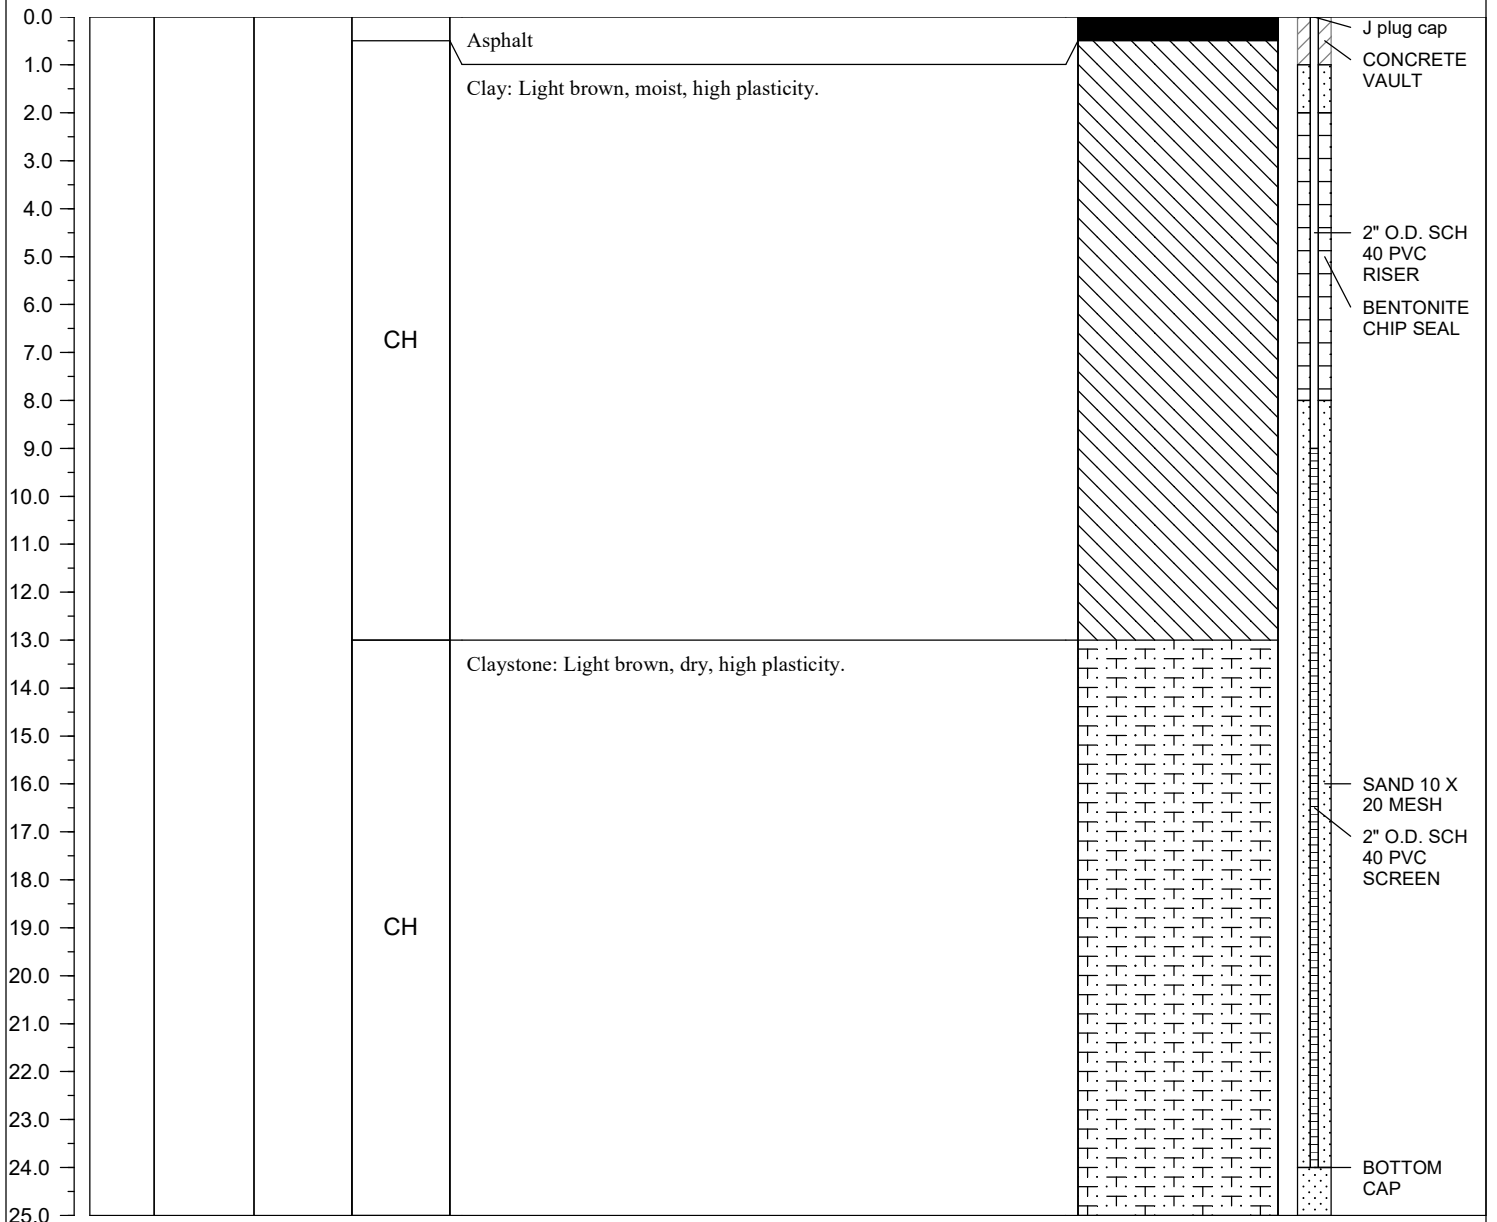 0.0
J plug cap
Asphalt
CONCRETE
VAULT
1.0
Clay: Light brown, moist, high plasticity.
2.0
3.0
4.0
2" O.D. SCH
40 PVC
RISER
5.0
6.0
BENTONITE
CHIP SEAL
CH
7.0
8.0
9.0
10.0
11.0
12.0
13.0
Claystone: Light brown, dry, high plasticity.
14.0
15.0
16.0
SAND 10 X
20 MESH
17.0
2" O.D. SCH
40 PVC
SCREEN
18.0
19.0
CH
20.0
21.0
22.0
23.0
24.0
BOTTOM
CAP
25.0